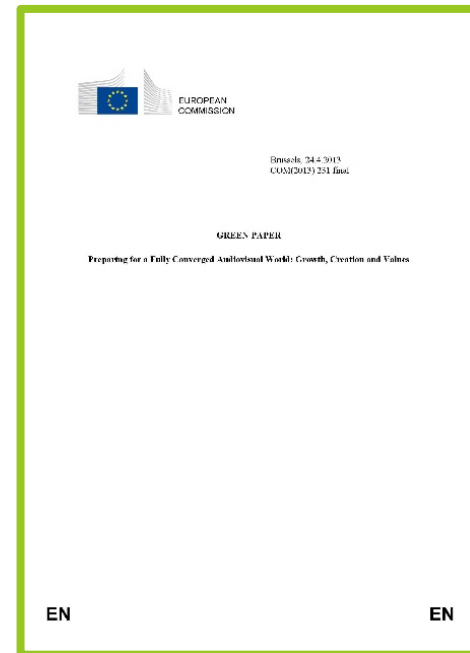 EUROPEAN
COMMISSION
Brussels, 24.4.2013
COM(2013) 231 final
GREEN PAPER
Preparing for a Fully Converged Audiovisual World: Growth, Creation and Values
EN
EN